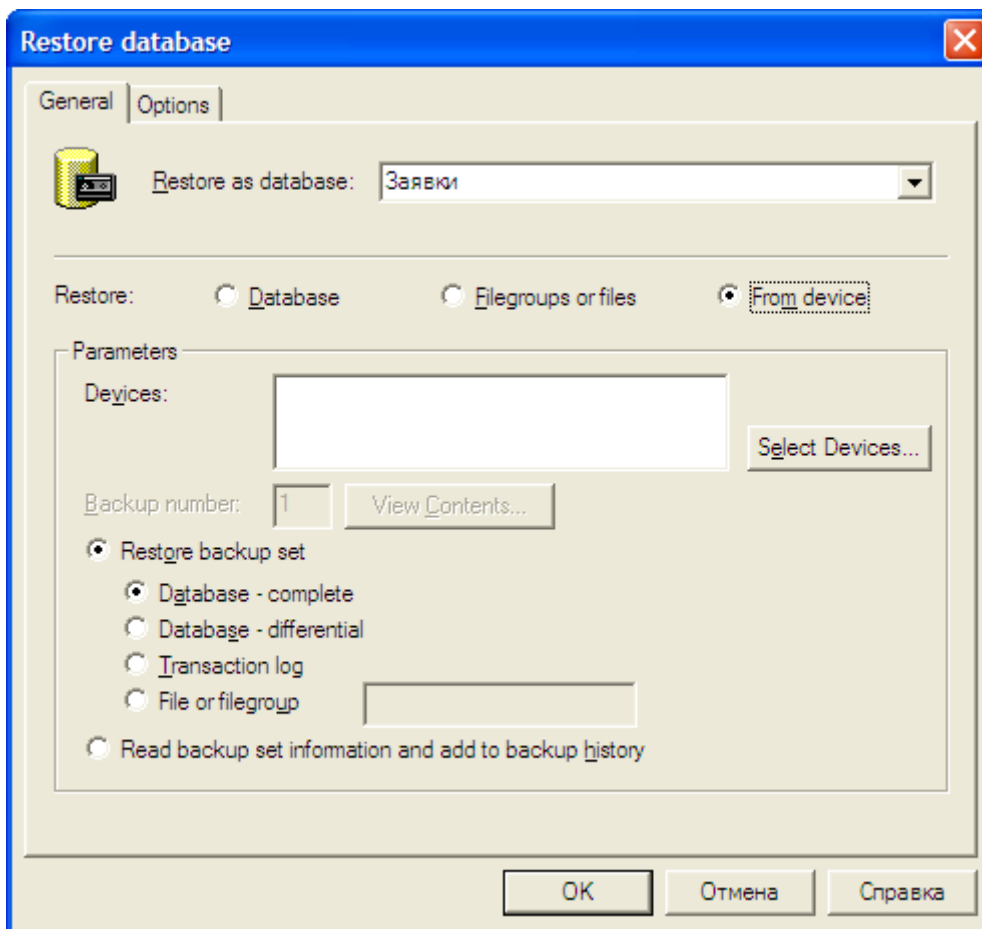 Restore database
General Options
Restore as database: Заявки
Restore: Database Filegroups or files From device
Parameters
Devices:
Select Devices...
Backup number: 1 View Contents...
Restore backup set
Database - complete
Database - differential
Transaction log
File or filegroup
Read backup set information and add to backup history
OK Отмена Справка